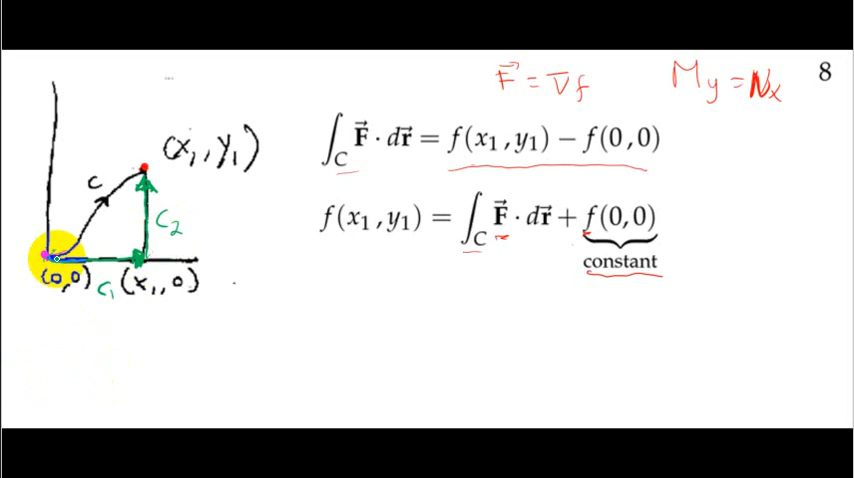 F⃗ = ∇f
M_y = N_x
8
(x₁, y₁)
C
C₂
(0,0)
C₁
(x₁, 0)
∫_C F⃗ · dr⃗ = f(x₁, y₁) − f(0, 0)
f(x₁, y₁) = ∫_C F⃗ · dr⃗ + f(0, 0)
constant